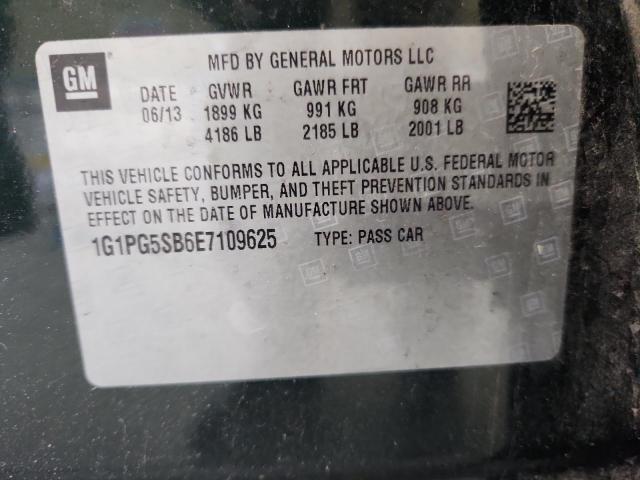 GM
MFD BY GENERAL MOTORS LLC
DATE GVWR GAWR FRT GAWR RR
06/13 1899 KG 991 KG 908 KG
4186 LB 2185 LB 2001 LB
THIS VEHICLE CONFORMS TO ALL APPLICABLE U.S. FEDERAL MOTOR
VEHICLE SAFETY, BUMPER, AND THEFT PREVENTION STANDARDS IN
EFFECT ON THE DATE OF MANUFACTURE SHOWN ABOVE.
1G1PG5SB6E7109625 TYPE: PASS CAR